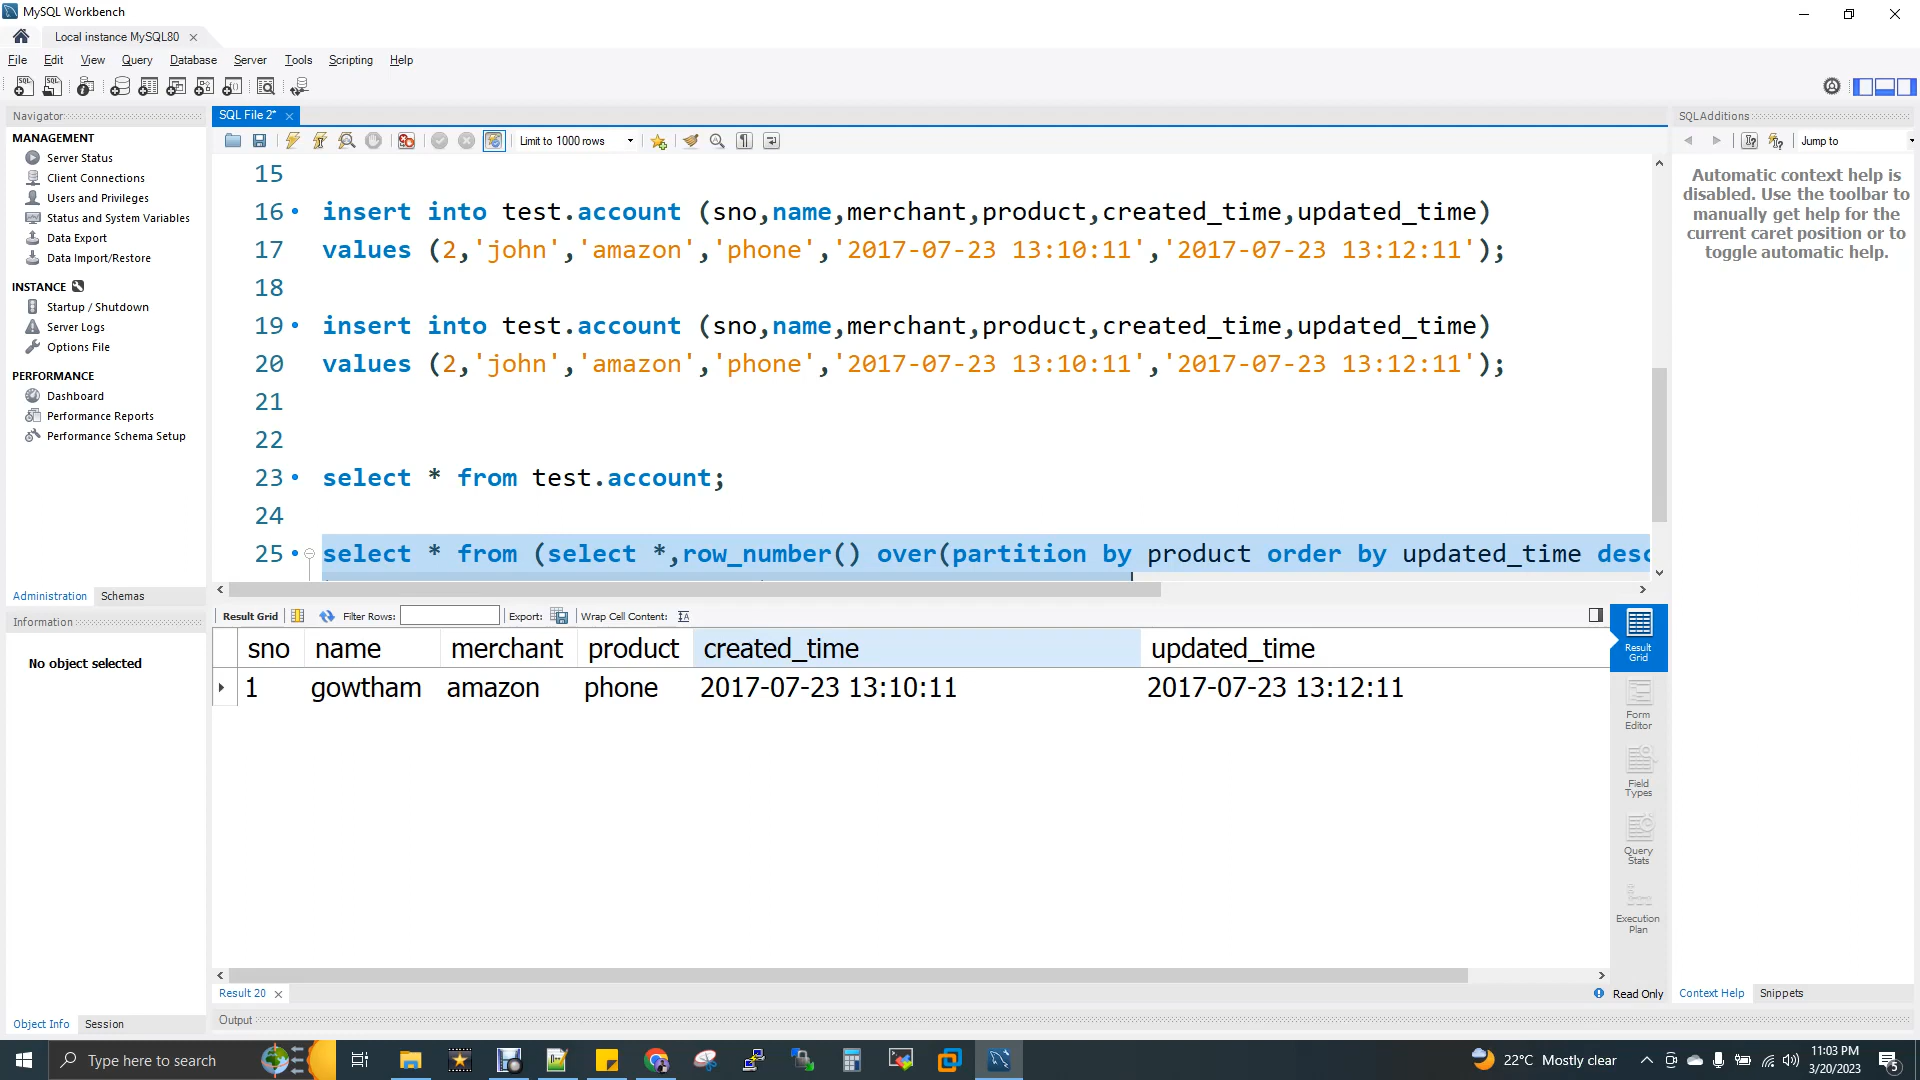 MySQL Workbench
Local instance MySQL80
File Edit View Query Database Server Tools Scripting Help
Navigator
MANAGEMENT
Server Status
Client Connections
Users and Privileges
Status and System Variables
Data Export
Data Import/Restore
INSTANCE
Startup / Shutdown
Server Logs
Options File
PERFORMANCE
Dashboard
Performance Reports
Performance Schema Setup
Administration Schemas
Information
No object selected
Object Info Session
SQL File 2*
Limit to 1000 rows
15
16 insert into test.account (sno,name,merchant,product,created_time,updated_time)
17 values (2,'john','amazon','phone','2017-07-23 13:10:11','2017-07-23 13:12:11');
18
19 insert into test.account (sno,name,merchant,product,created_time,updated_time)
20 values (2,'john','amazon','phone','2017-07-23 13:10:11','2017-07-23 13:12:11');
21
22
23 select * from test.account;
24
25 select * from (select *,row_number() over(partition by product order by updated_time desc
Result Grid Filter Rows: Export: Wrap Cell Content:
sno name merchant product created_time updated_time
1 gowtham amazon phone 2017-07-23 13:10:11 2017-07-23 13:12:11
Result Grid
Form Editor
Field Types
Query Stats
Execution Plan
Result 20
Read Only
Output
SQLAdditions
Jump to
Automatic context help is
disabled. Use the toolbar to
manually get help for the
current caret position or to
toggle automatic help.
Context Help Snippets
Type here to search
22°C Mostly clear
11:03 PM
3/20/2023
5